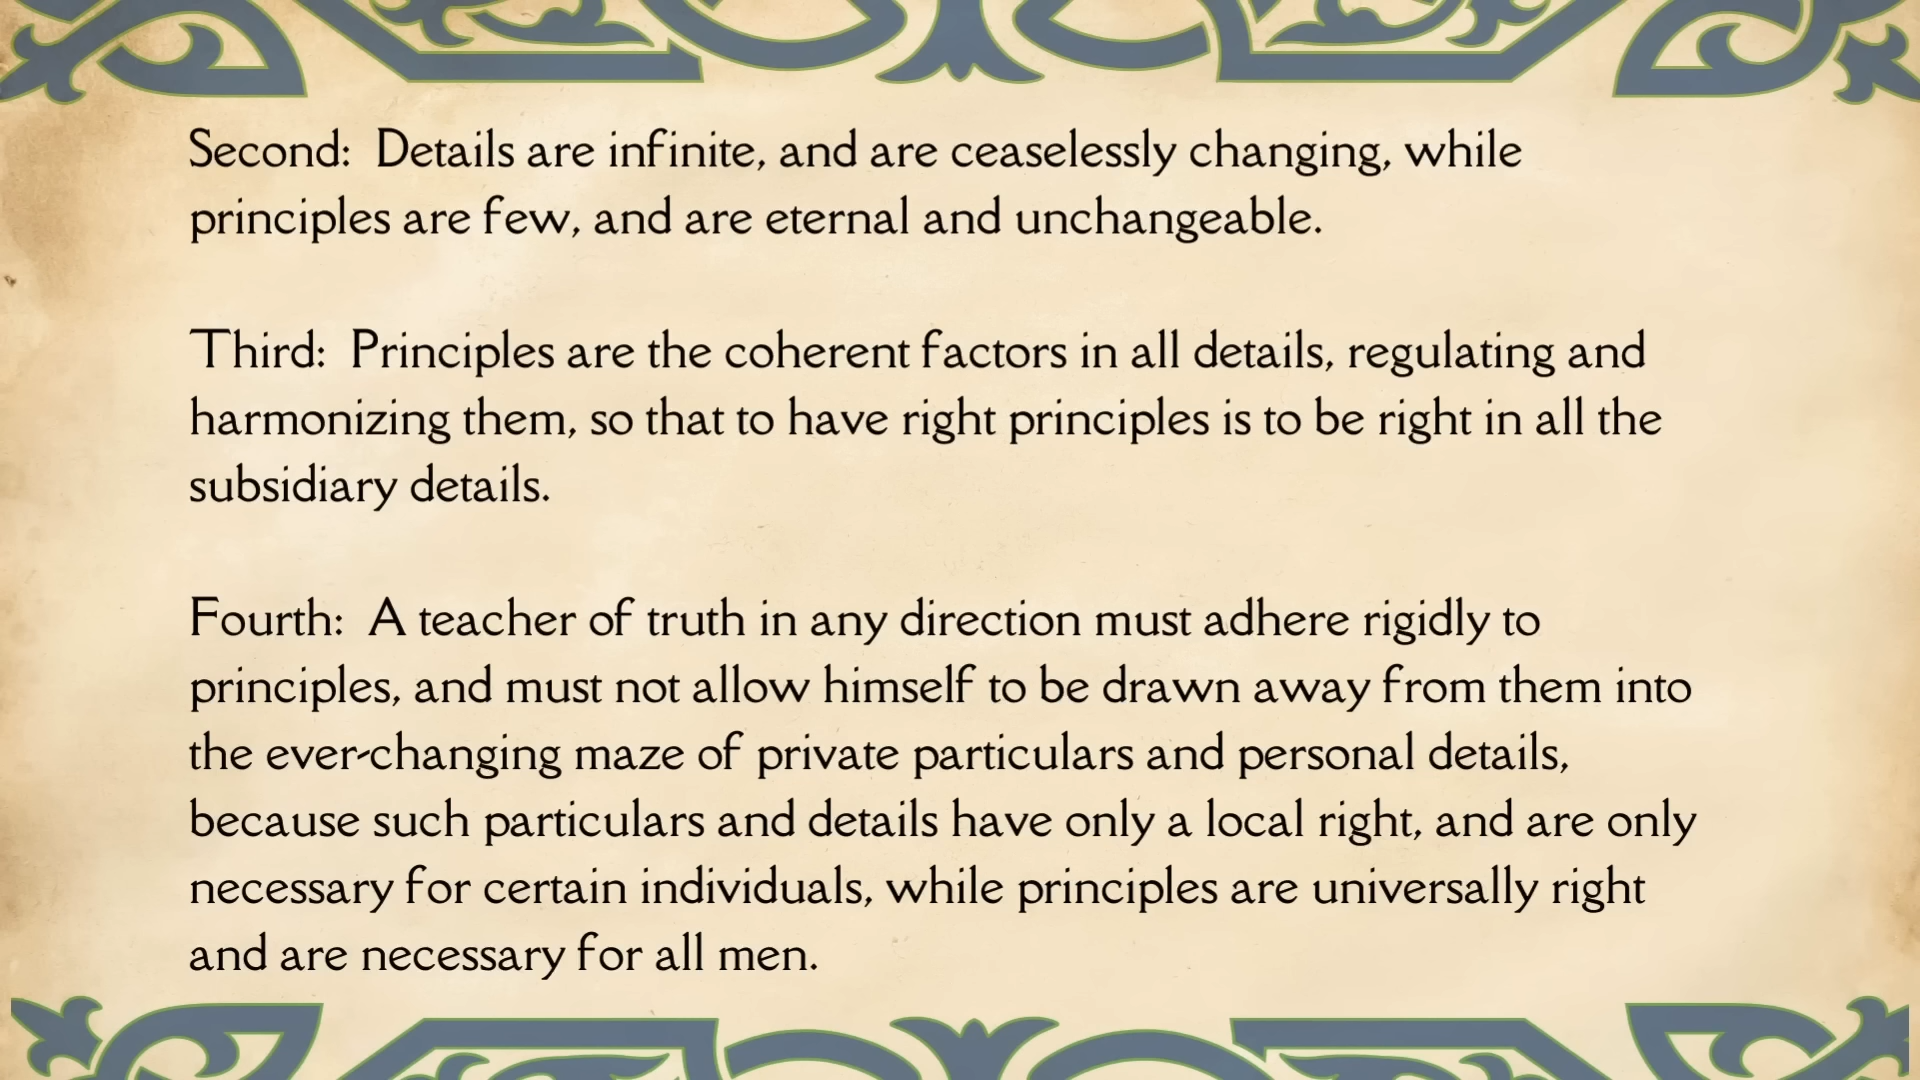 Second:  Details are infinite, and are ceaselessly changing, while
principles are few, and are eternal and unchangeable.
Third:  Principles are the coherent factors in all details, regulating and
harmonizing them, so that to have right principles is to be right in all the
subsidiary details.
Fourth:  A teacher of truth in any direction must adhere rigidly to
principles, and must not allow himself to be drawn away from them into
the ever-changing maze of private particulars and personal details,
because such particulars and details have only a local right, and are only
necessary for certain individuals, while principles are universally right
and are necessary for all men.